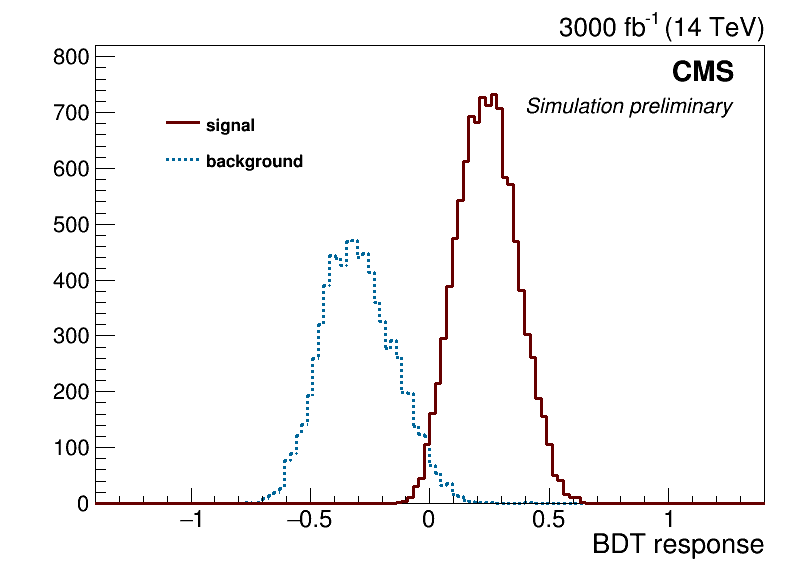 3000 fb-1 (14 TeV)
CMS
Simulation preliminary
signal
background
800
700
600
500
400
300
200
100
0
−1 −0.5 0 0.5 1
BDT response